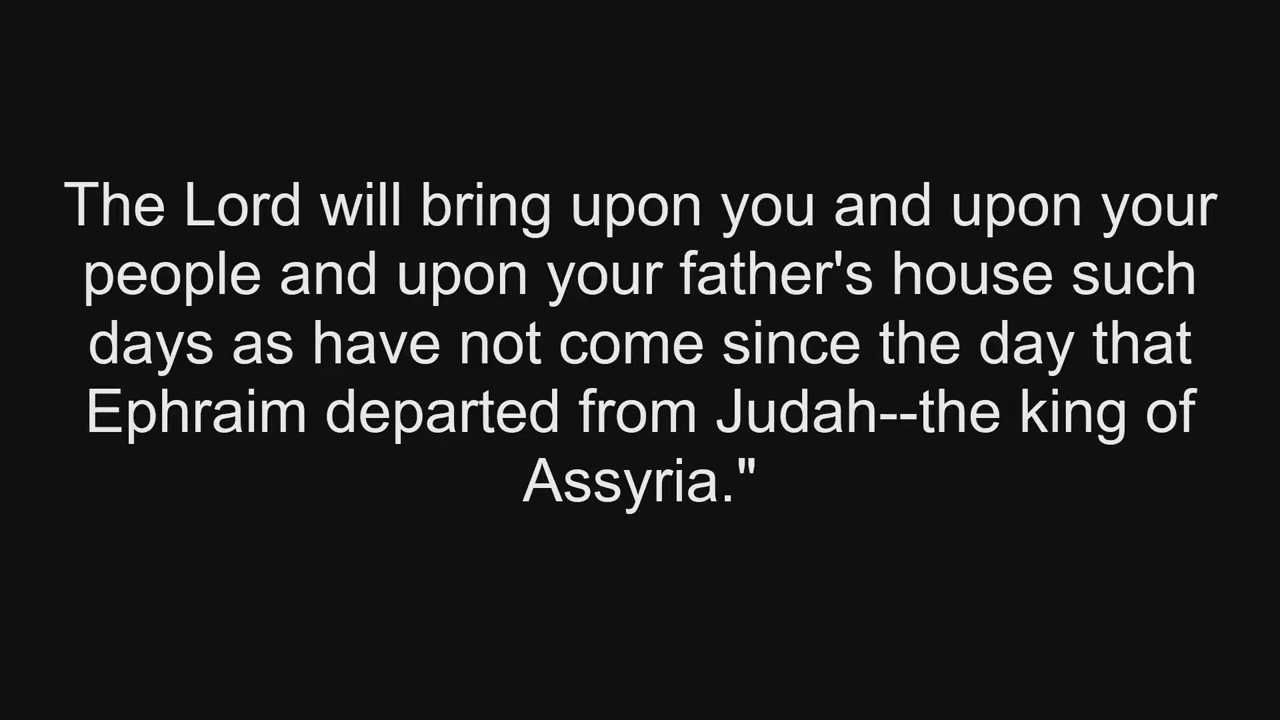 The Lord will bring upon you and upon your
people and upon your father's house such
days as have not come since the day that
Ephraim departed from Judah--the king of
Assyria."